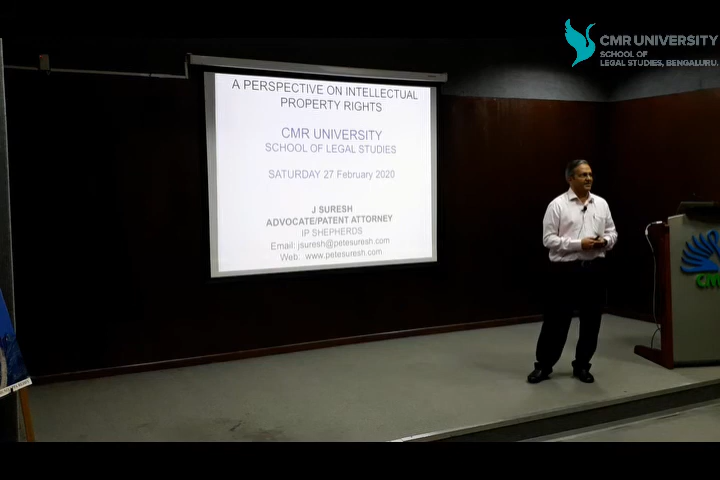 CMR UNIVERSITY
SCHOOL OF
LEGAL STUDIES, BENGALURU.
A PERSPECTIVE ON INTELLECTUAL
PROPERTY RIGHTS
CMR UNIVERSITY
SCHOOL OF LEGAL STUDIES
SATURDAY 27 February 2020
J SURESH
ADVOCATE/PATENT ATTORNEY
IP SHEPHERDS
Email: jsuresh@petesuresh.com
Web: www.petesuresh.com